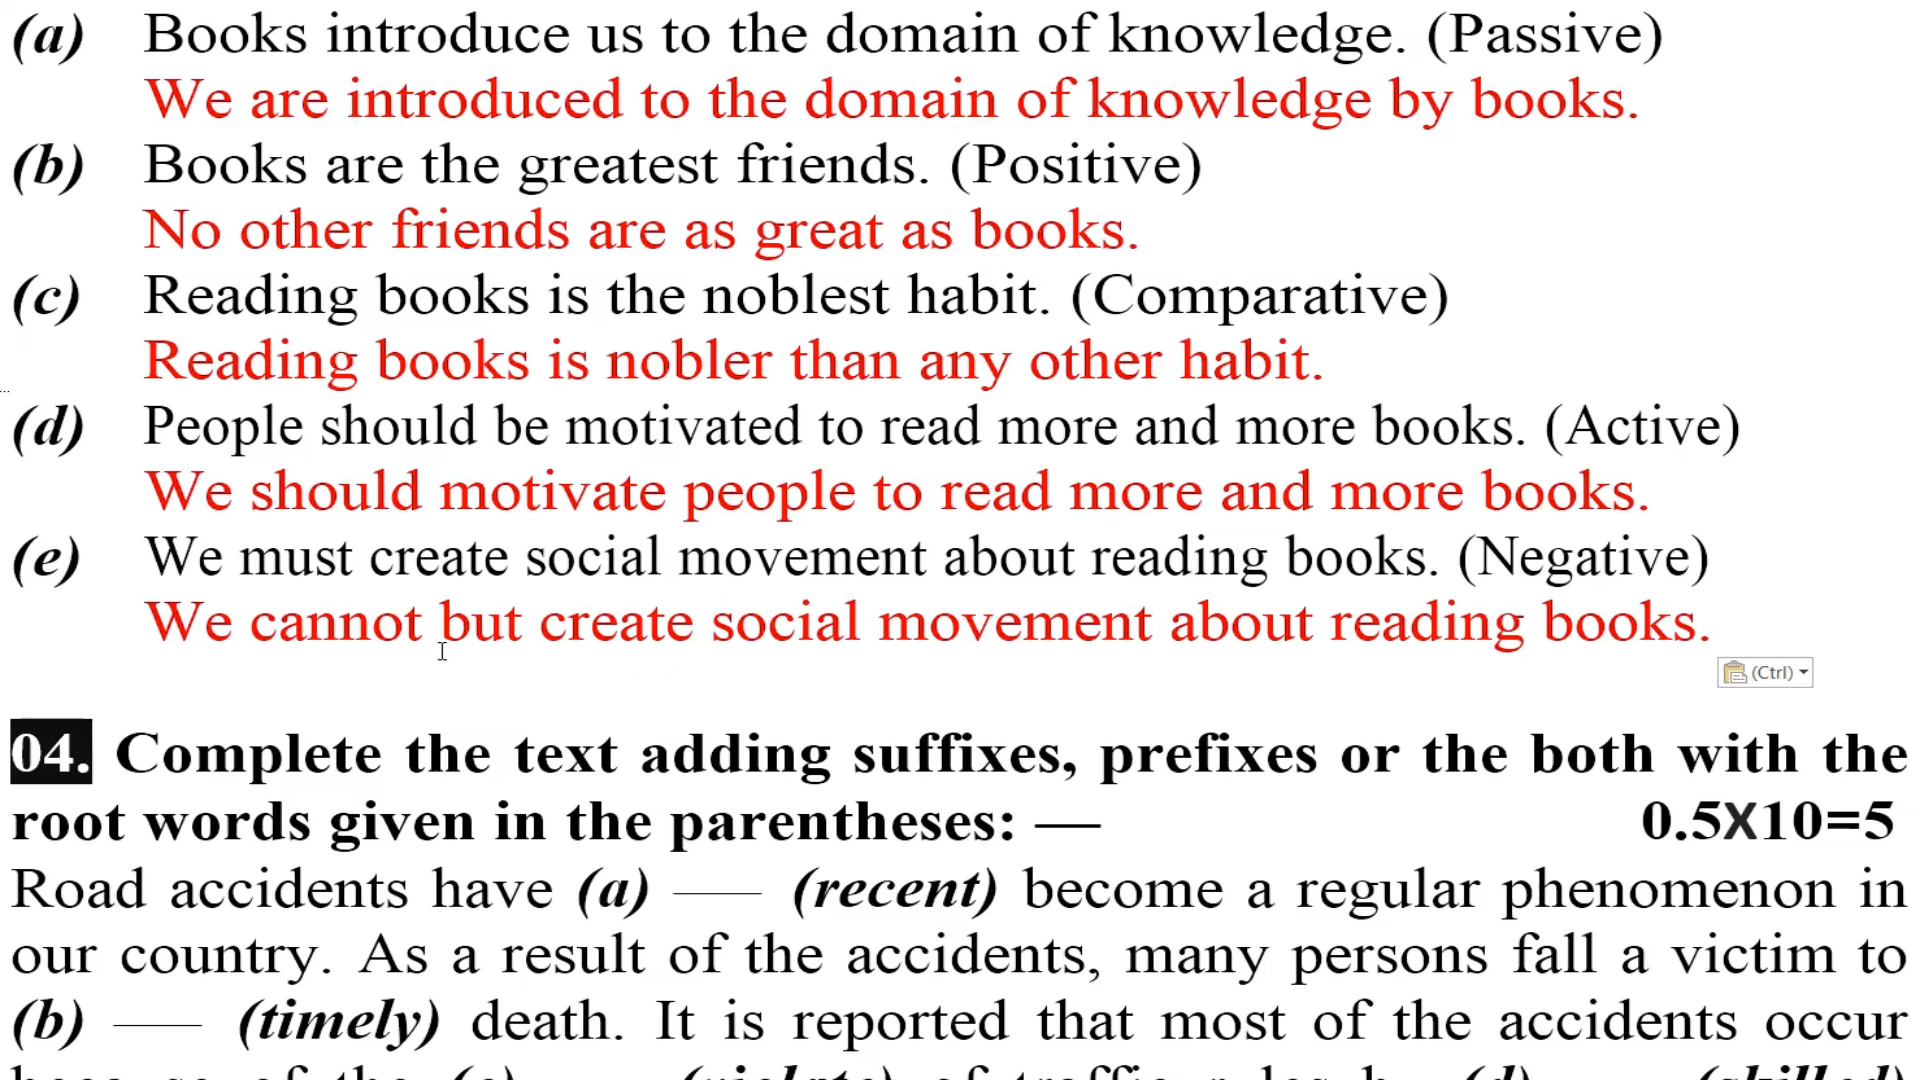 (a) Books introduce us to the domain of knowledge. (Passive)
We are introduced to the domain of knowledge by books.
(b) Books are the greatest friends. (Positive)
No other friends are as great as books.
(c) Reading books is the noblest habit. (Comparative)
Reading books is nobler than any other habit.
(d) People should be motivated to read more and more books. (Active)
We should motivate people to read more and more books.
(e) We must create social movement about reading books. (Negative)
We cannot but create social movement about reading books.
(Ctrl)
04. Complete the text adding suffixes, prefixes or the both with the
root words given in the parentheses: — 0.5X10=5
Road accidents have (a) —— (recent) become a regular phenomenon in
our country. As a result of the accidents, many persons fall a victim to
(b) —— (timely) death. It is reported that most of the accidents occur
of the (c) (violate) of traffic rules (d) (skilled)